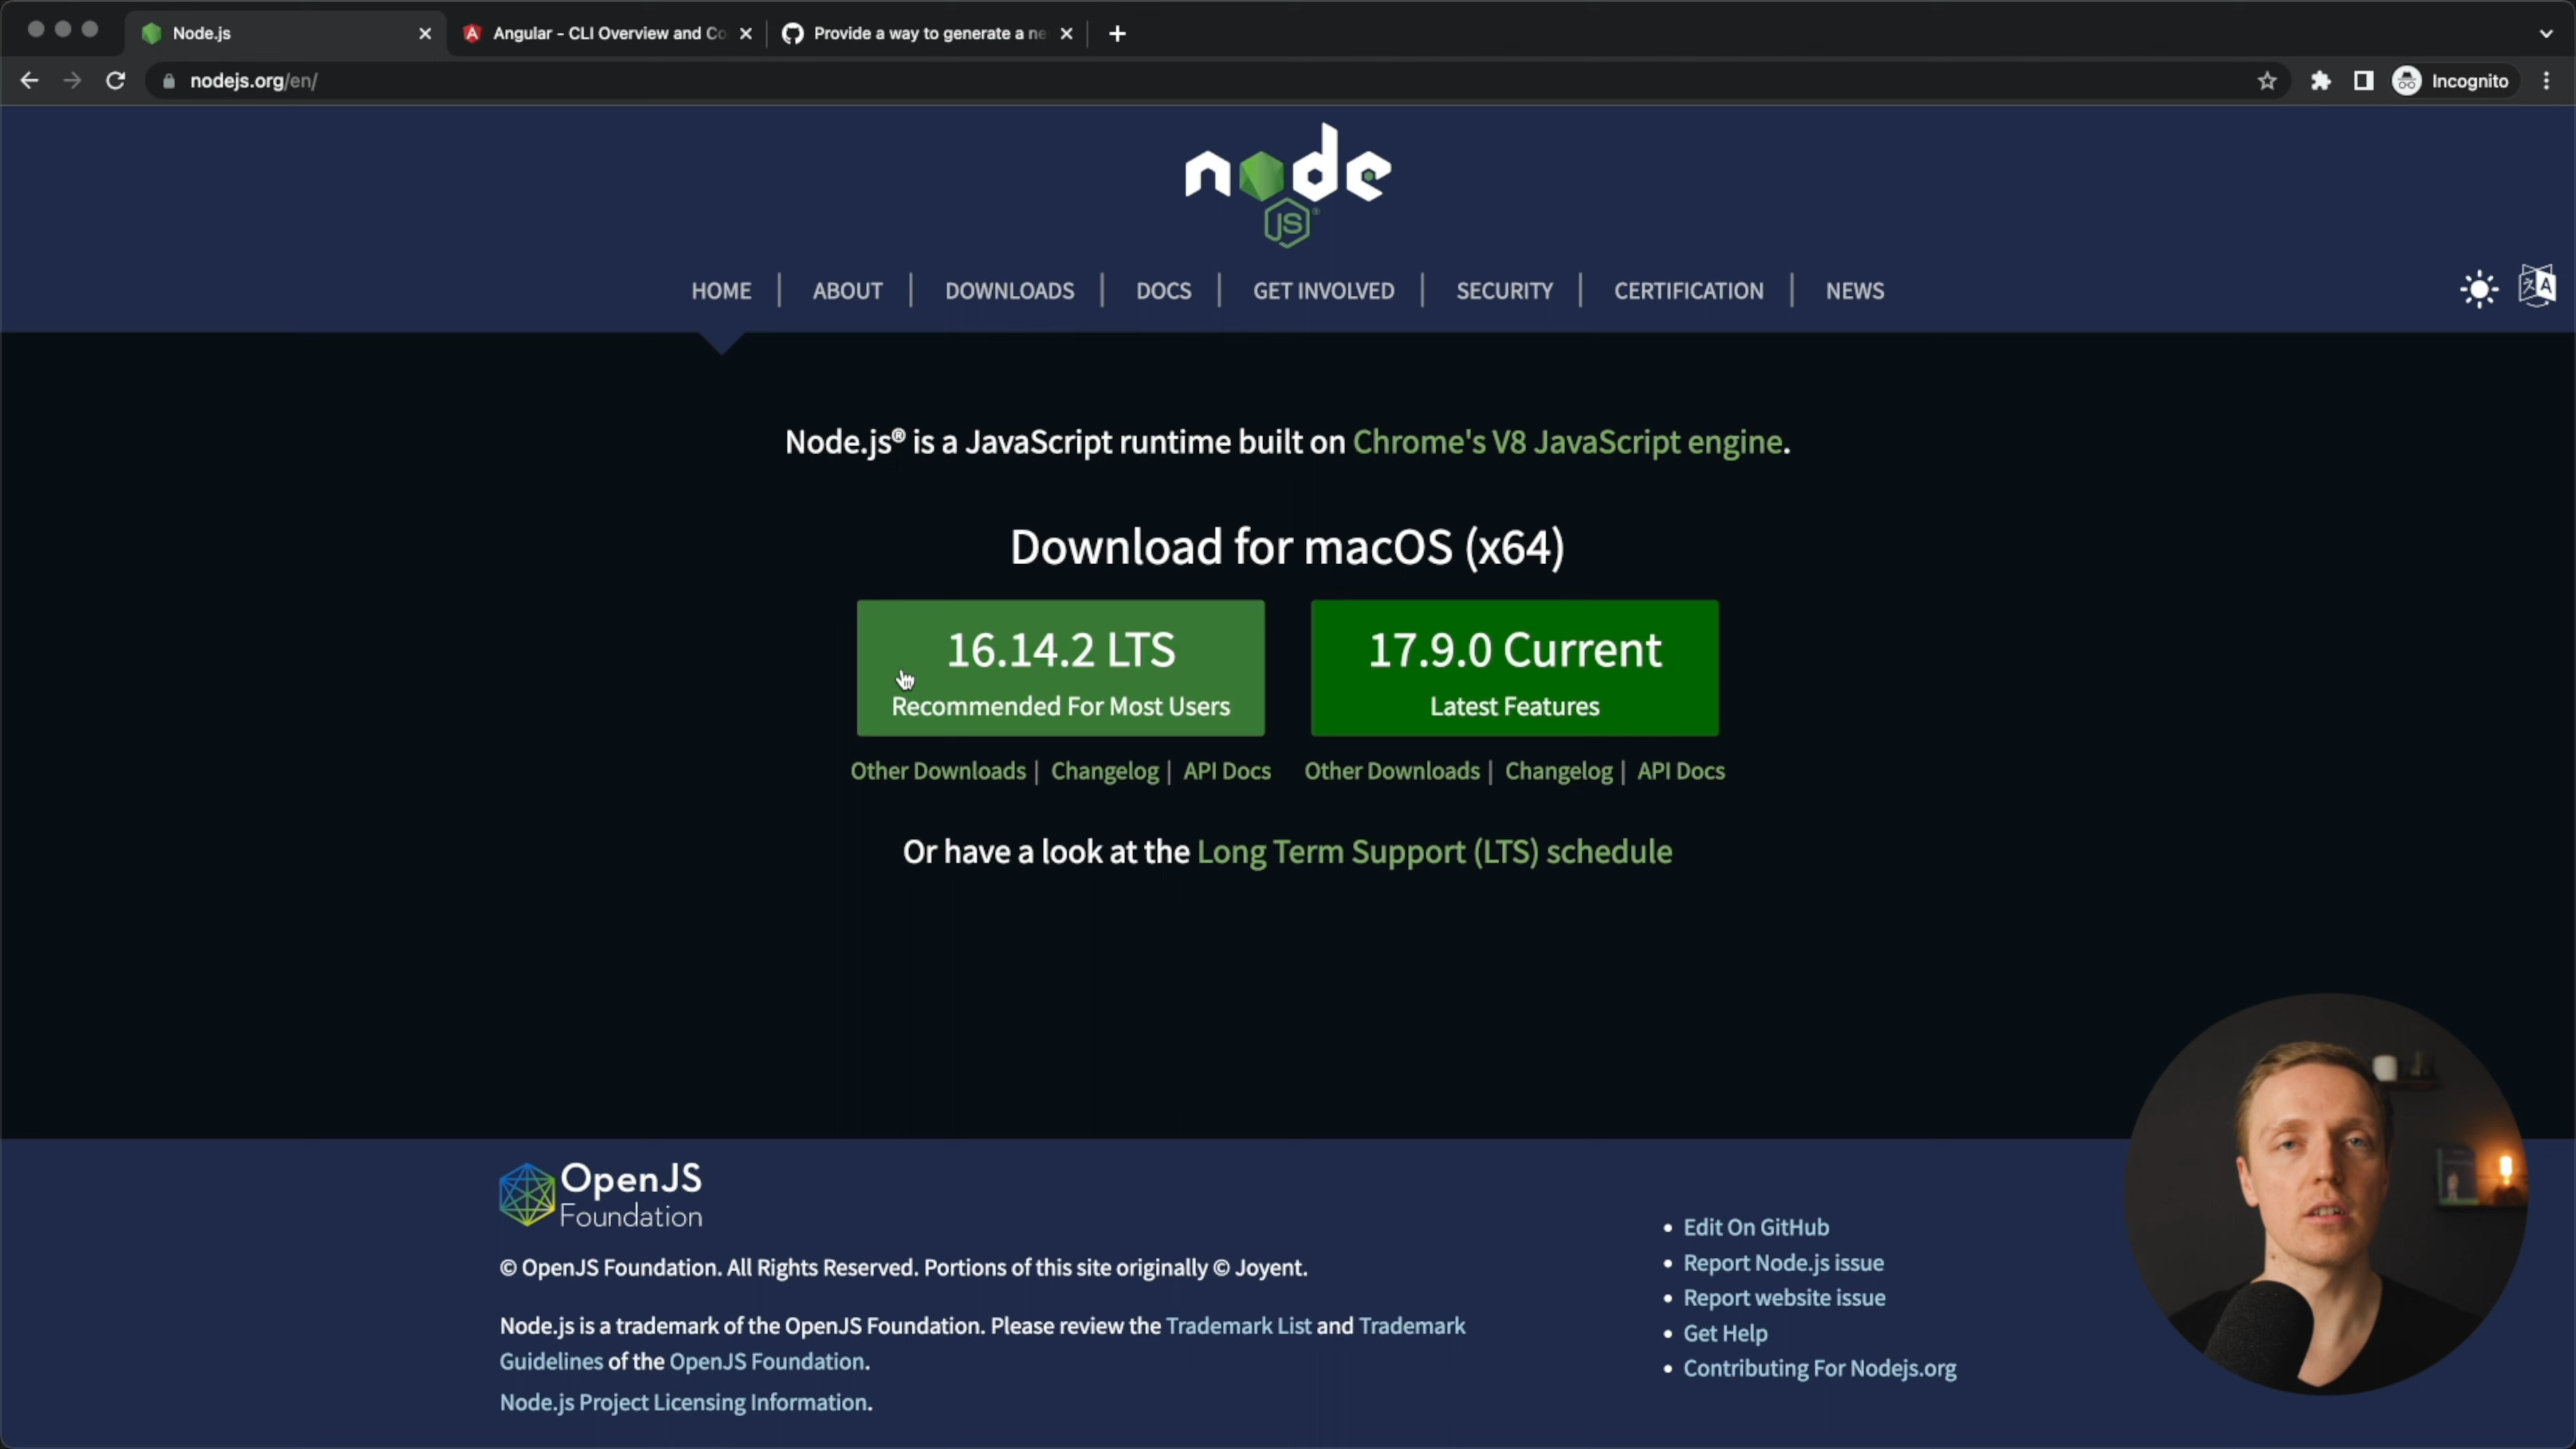 Node.js
Angular - CLI Overview and Co
Provide a way to generate a ne
nodejs.org/en/
Incognito
node
JS
HOME
ABOUT
DOWNLOADS
DOCS
GET INVOLVED
SECURITY
CERTIFICATION
NEWS
Node.js® is a JavaScript runtime built on Chrome's V8 JavaScript engine.
Download for macOS (x64)
16.14.2 LTS
Recommended For Most Users
17.9.0 Current
Latest Features
Other Downloads | Changelog | API Docs
Other Downloads | Changelog | API Docs
Or have a look at the Long Term Support (LTS) schedule
OpenJS
Foundation
© OpenJS Foundation. All Rights Reserved. Portions of this site originally © Joyent.
Node.js is a trademark of the OpenJS Foundation. Please review the Trademark List and Trademark
Guidelines of the OpenJS Foundation.
Node.js Project Licensing Information.
• Edit On GitHub
• Report Node.js issue
• Report website issue
• Get Help
• Contributing For Nodejs.org